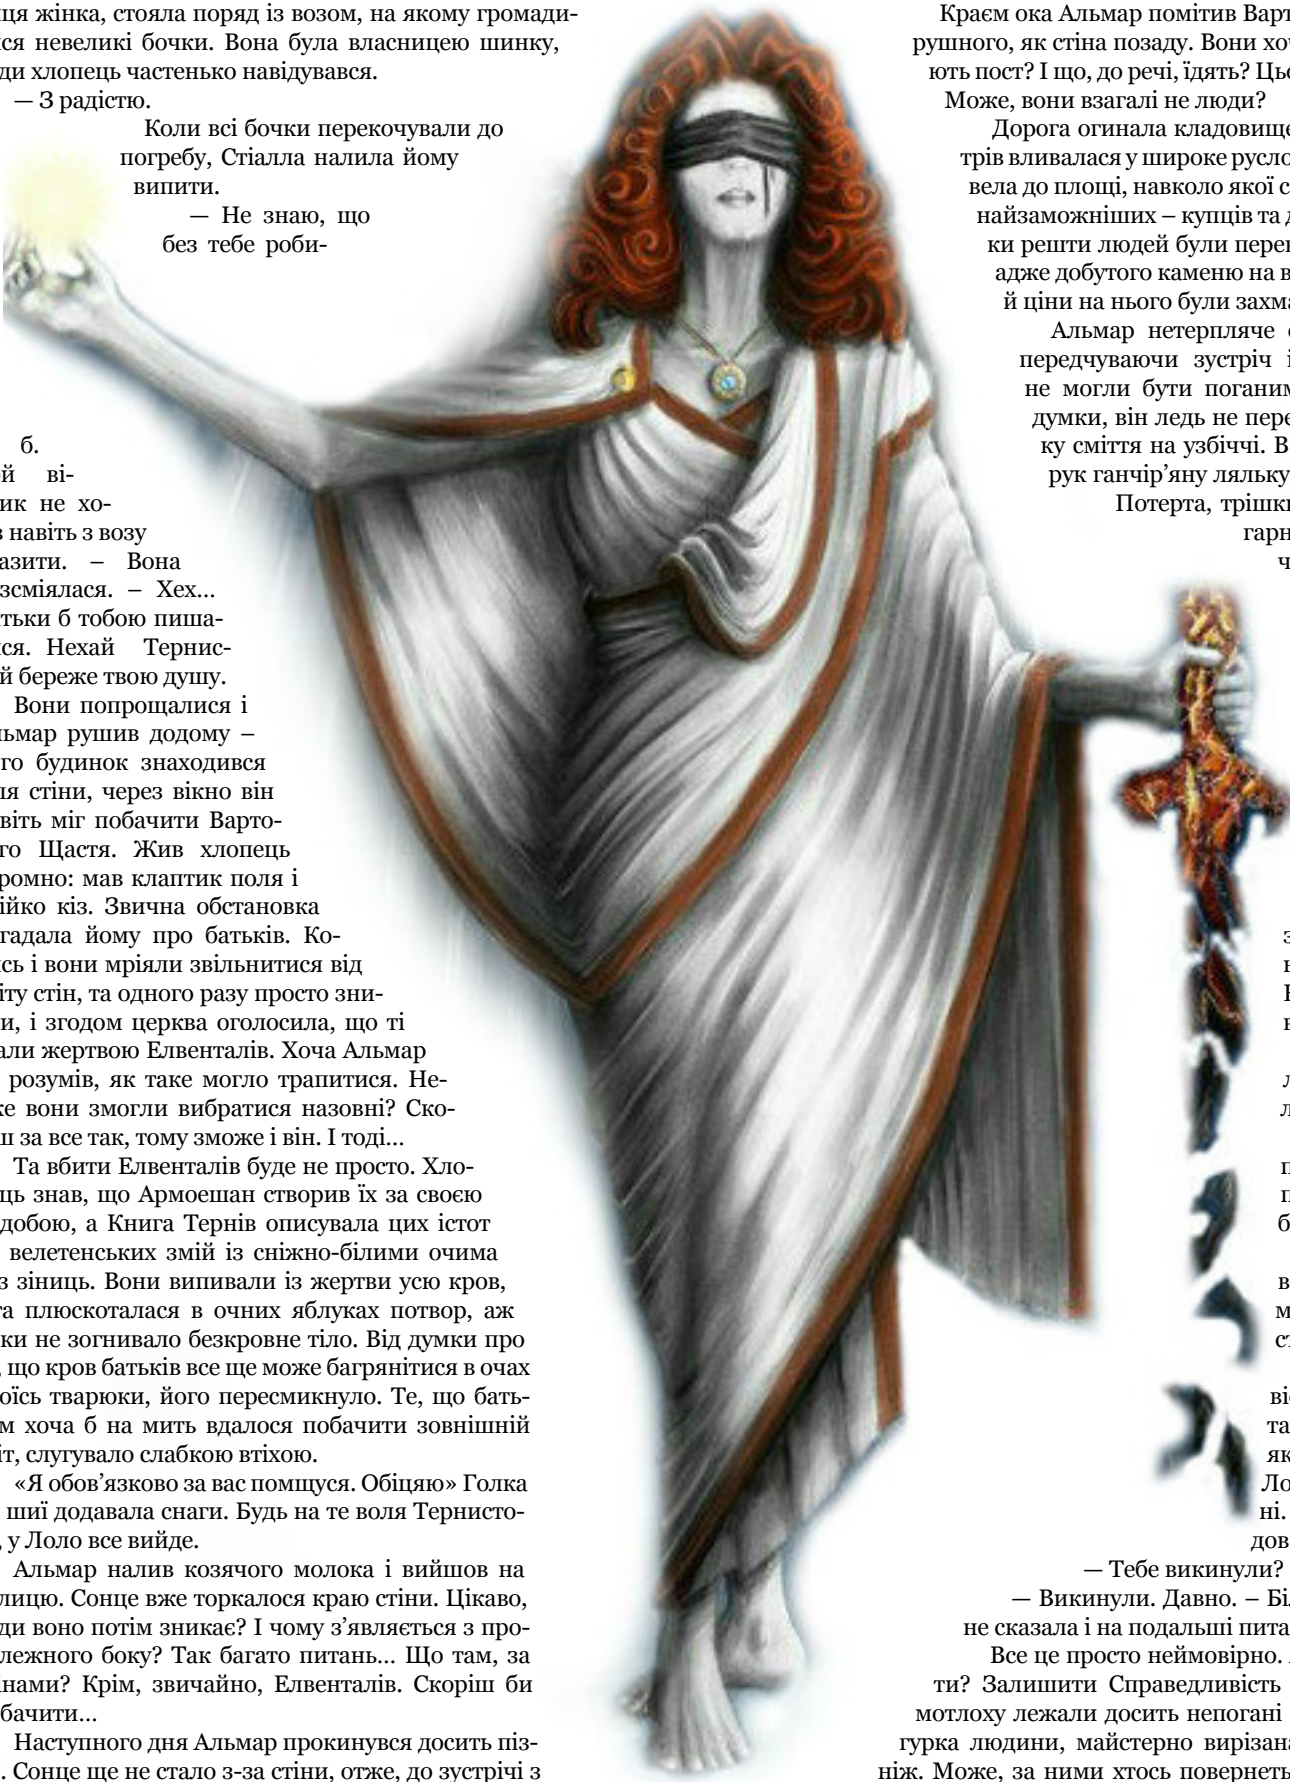 ця жінка, стояла поряд із возом, на якому громади-
ся невеликі бочки. Вона була власницею шинку,
ди хлопець частенько навідувався.
— З радістю.
Коли всі бочки перекочували до
погребу, Стіалла налила йому
випити.
— Не знаю, що
без тебе роби-
б.
й ві-
ик не хо-
в навіть з возу
азити. – Вона
зсміялася. – Хех...
тьки б тобою пиша-
ся. Нехай Тернис-
й береже твою душу.
Вони попрощалися і
ьмар рушив додому –
го будинок знаходився
ля стіни, через вікно він
віть міг побачити Варто-
го Щастя. Жив хлопець
ромно: мав клаптик поля і
ійко кіз. Звична обстановка
гадала йому про батьків. Ко-
сь і вони мріяли звільнитися від
іту стін, та одного разу просто зни-
и, і згодом церква оголосила, що ті
али жертвою Елвенталів. Хоча Альмар
розумів, як таке могло трапитися. Не-
ке вони змогли вибратися назовні? Ско-
ш за все так, тому зможе і він. І тоді...
Та вбити Елвенталів буде не просто. Хло-
ць знав, що Армоешан створив їх за своєю
добою, а Книга Тернів описувала цих істот
велетенських змій із сніжно-білими очима
з зіниць. Вони випивали із жертви усю кров,
та плюскоталася в очних яблуках потвор, аж
ки не зогнивало безкровне тіло. Від думки про
, що кров батьків все ще може багрянітися в очах
оїсь тварюки, його пересмикнуло. Те, що бать-
м хоча б на мить вдалося побачити зовнішній
іт, слугувало слабкою втіхою.
«Я обов’язково за вас помщуся. Обіцяю» Голка
шиї додавала снаги. Будь на те воля Тернисто-
, у Лоло все вийде.
Альмар налив козячого молока і вийшов на
лицю. Сонце вже торкалося краю стіни. Цікаво,
ди воно потім зникає? І чому з’являється з про-
лежного боку? Так багато питань... Що там, за
інами? Крім, звичайно, Елвенталів. Скоріш би
бачити...
Наступного дня Альмар прокинувся досить піз-
. Сонце ще не стало з-за стіни, отже, до зустрічі з
Краєм ока Альмар помітив Варт
рушного, як стіна позаду. Вони хо
ють пост? І що, до речі, їдять? Цьо
Може, вони взагалі не люди?
Дорога огинала кладовище
трів вливалася у широке русло
вела до площі, навколо якої с
найзаможніших – купців та
ки решти людей були пере
адже добутого каменю на в
й ціни на нього були захма
Альмар нетерпляче
передчуваючи зустріч і
не могли бути поганим
думки, він ледь не пере
ку сміття на узбіччі. В
рук ганчір’яну ляльку
Потерта, трішк
гарн
ч
з
л
п
п
б
в
м
ст
ві
та
як
Ло
ні.
дов
— Тебе викинули?
— Викинули. Давно. – Біл
не сказала і на подальші пита
Все це просто неймовірно.
ти? Залишити Справедливість
мотлоху лежали досить непогані
гурка людини, майстерно вирізана
ніж. Може, за ними хтось повернеть